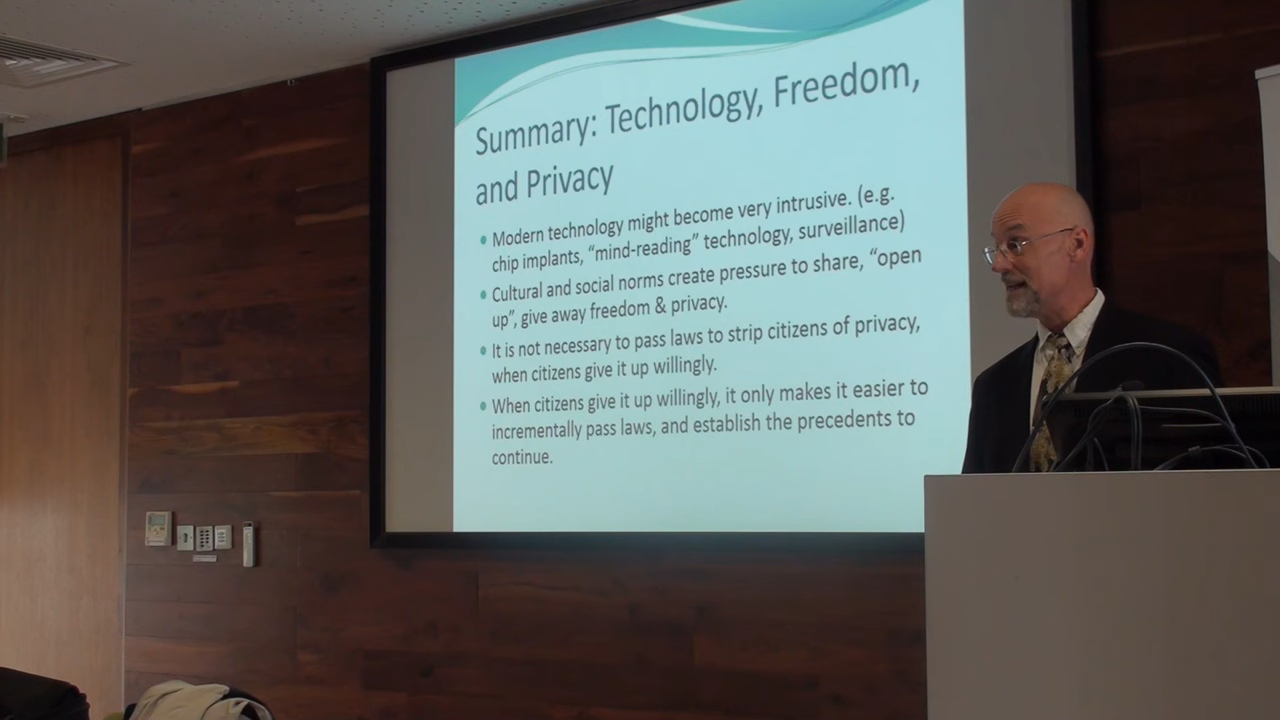 Summary: Technology, Freedom,
and Privacy
Modern technology might become very intrusive. (e.g.
chip implants, “mind-reading” technology, surveillance)
Cultural and social norms create pressure to share, “open
up”, give away freedom & privacy.
It is not necessary to pass laws to strip citizens of privacy,
when citizens give it up willingly.
When citizens give it up willingly, it only makes it easier to
incrementally pass laws, and establish the precedents to
continue.